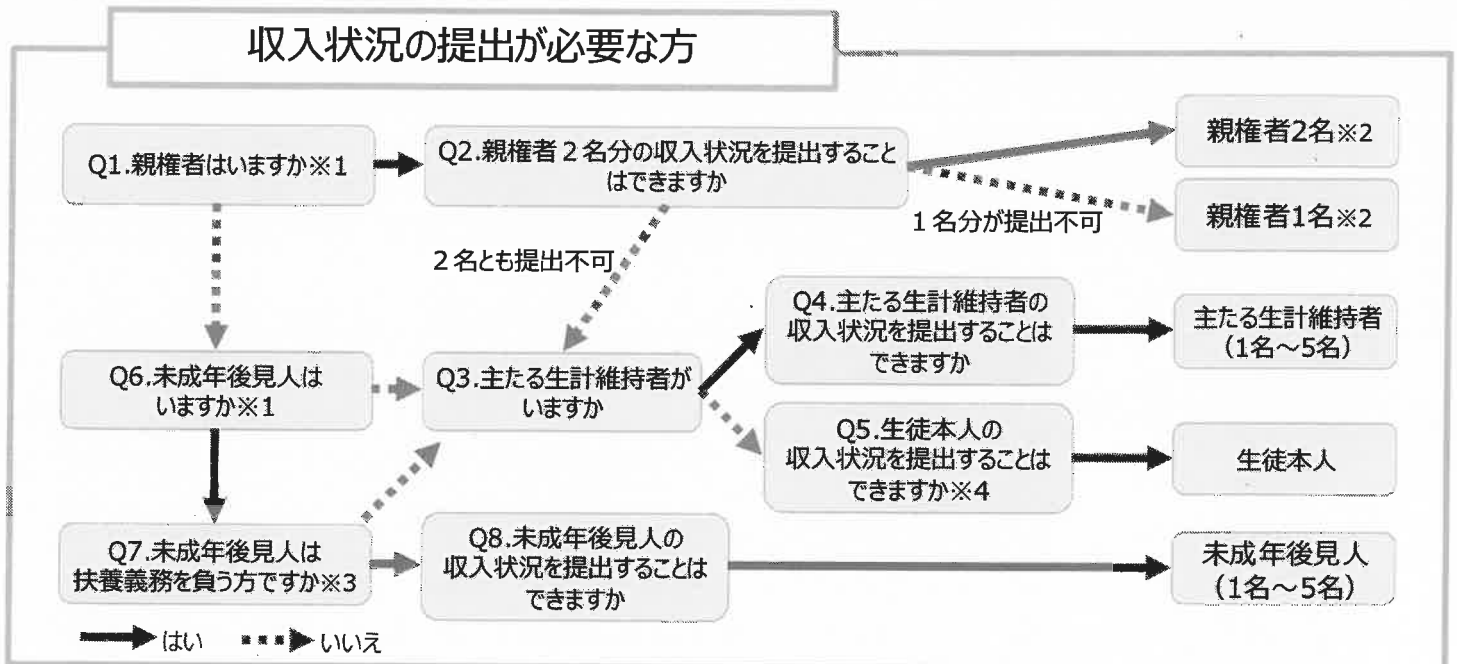 収入状況の提出が必要な方
Q1.親権者はいますか※1
Q2.親権者２名分の収入状況を提出すること
はできますか
親権者2名※2
親権者1名※2
１名分が提出不可
２名とも提出不可
Q4.主たる生計維持者の
収入状況を提出することは
できますか
主たる生計維持者
（1名～5名）
Q6.未成年後見人は
いますか※1
Q3.主たる生計維持者が
いますか
Q5.生徒本人の
収入状況を提出することは
できますか※4
生徒本人
Q7.未成年後見人は
扶養義務を負う方ですか※3
Q8.未成年後見人の
収入状況を提出することは
できますか
未成年後見人
（1名～5名）
はい
いいえ